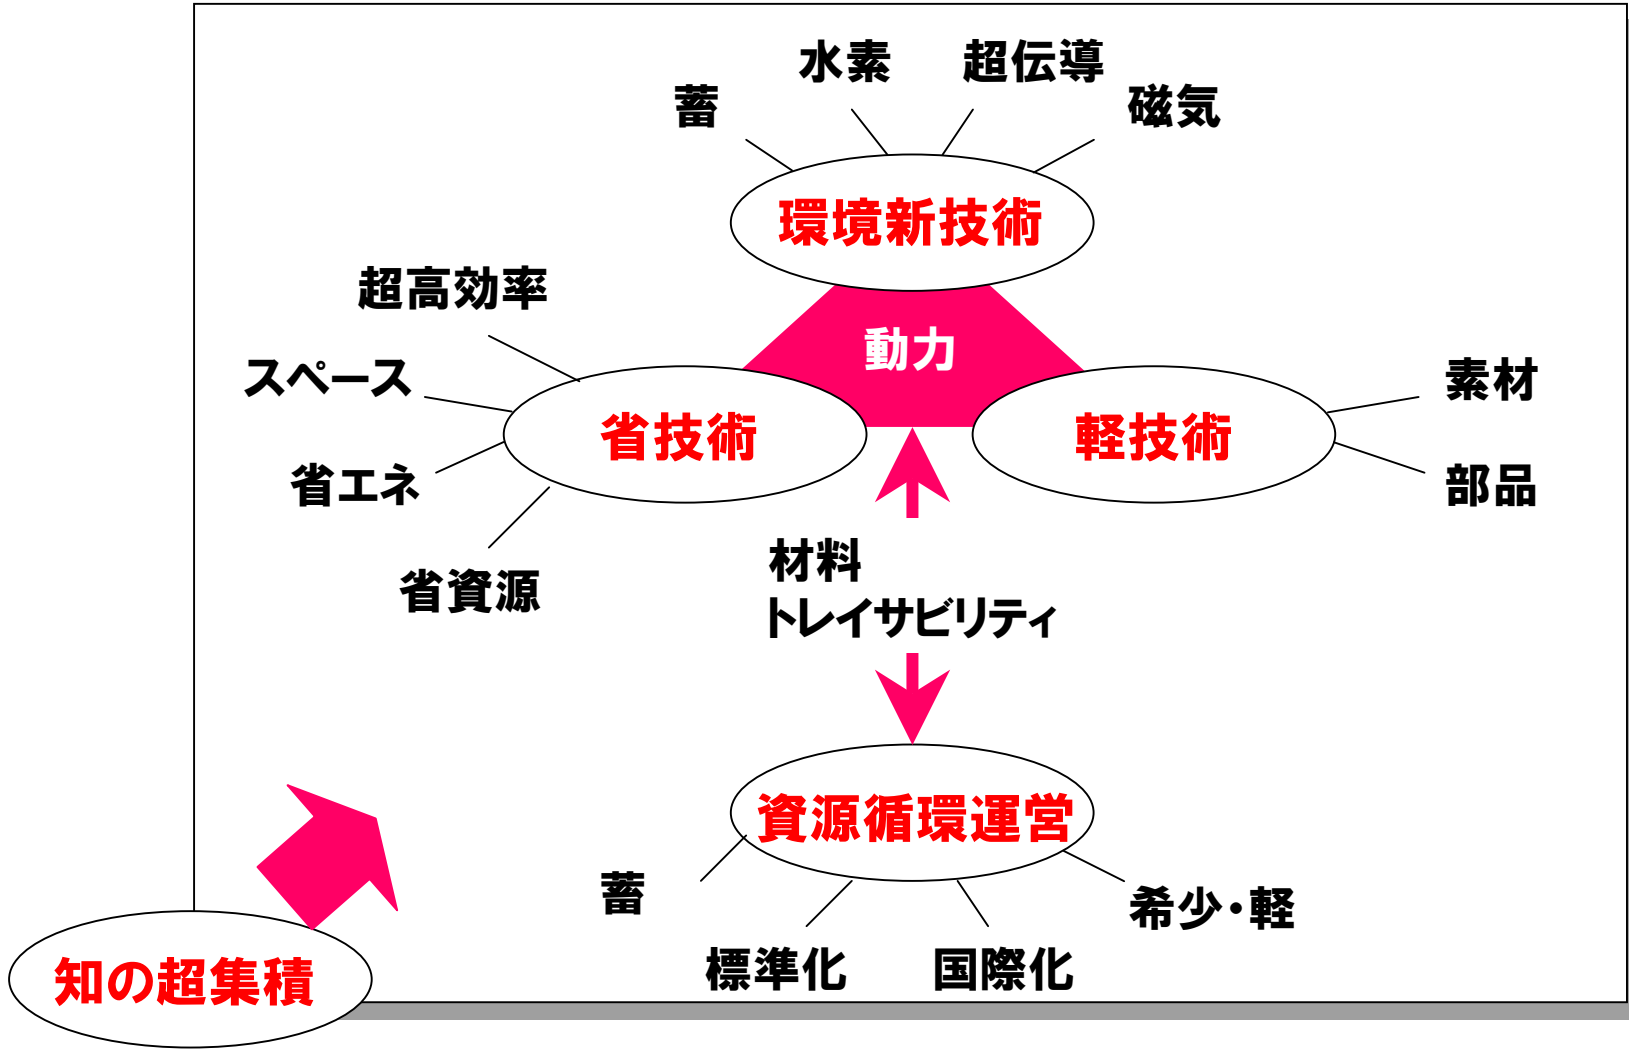 水素
超伝導
蓄
磁気
環境新技術
超高効率
動力
スペース
素材
省技術
軽技術
省エネ
部品
省資源
材料
トレイサビリティ
資源循環運営
蓄
希少・軽
標準化
国際化
知の超集積